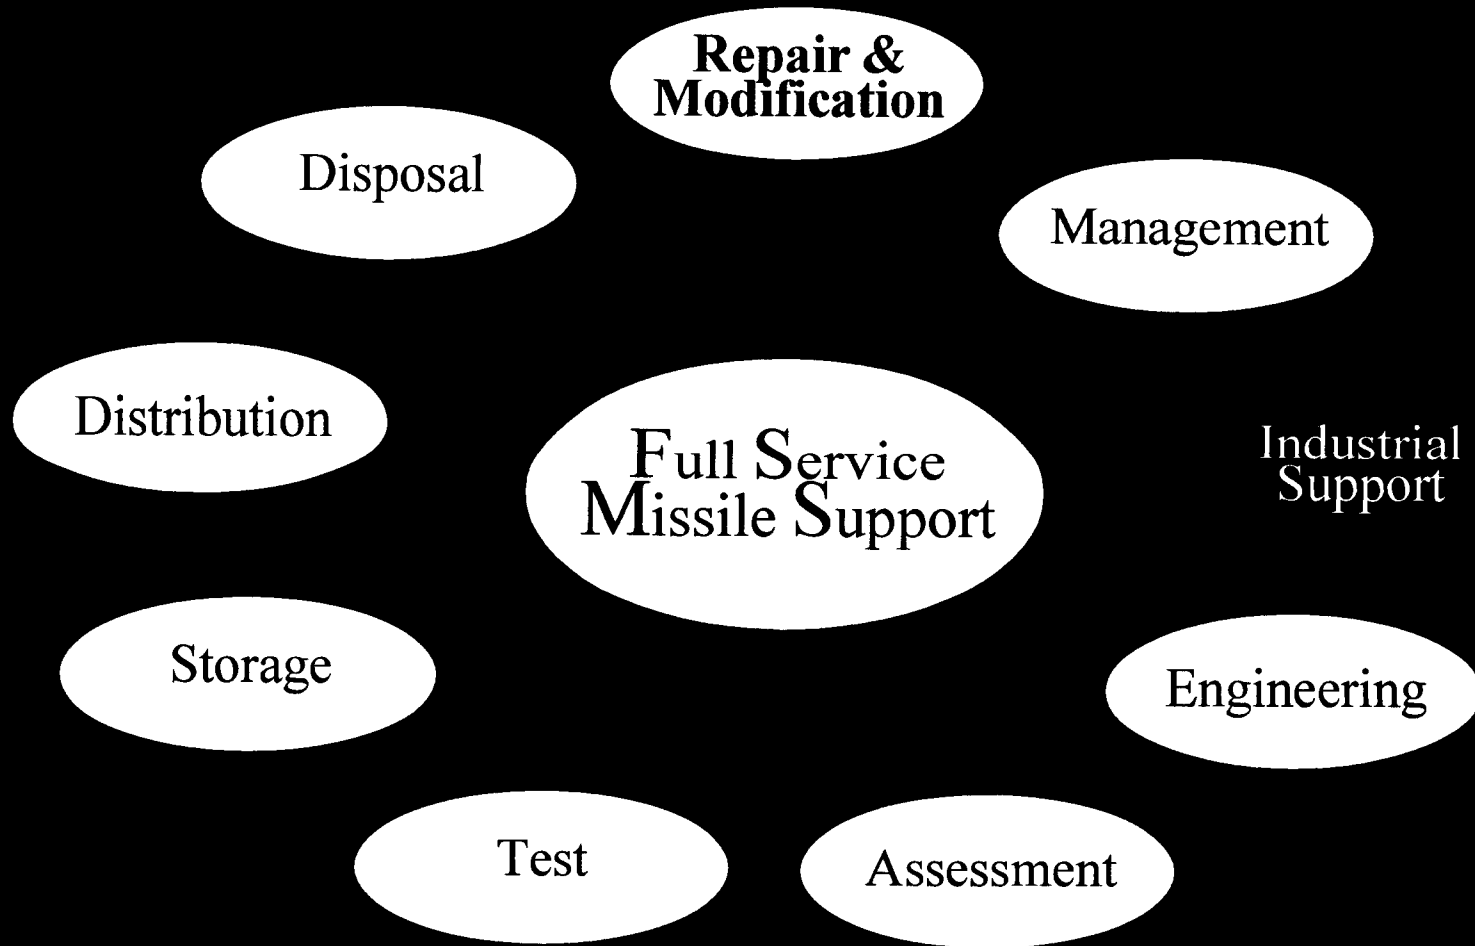 Repair &
Modification
Disposal
Management
Distribution
Industrial
Support
Full Service
Missile Support
Storage
Engineering
Test
Assessment